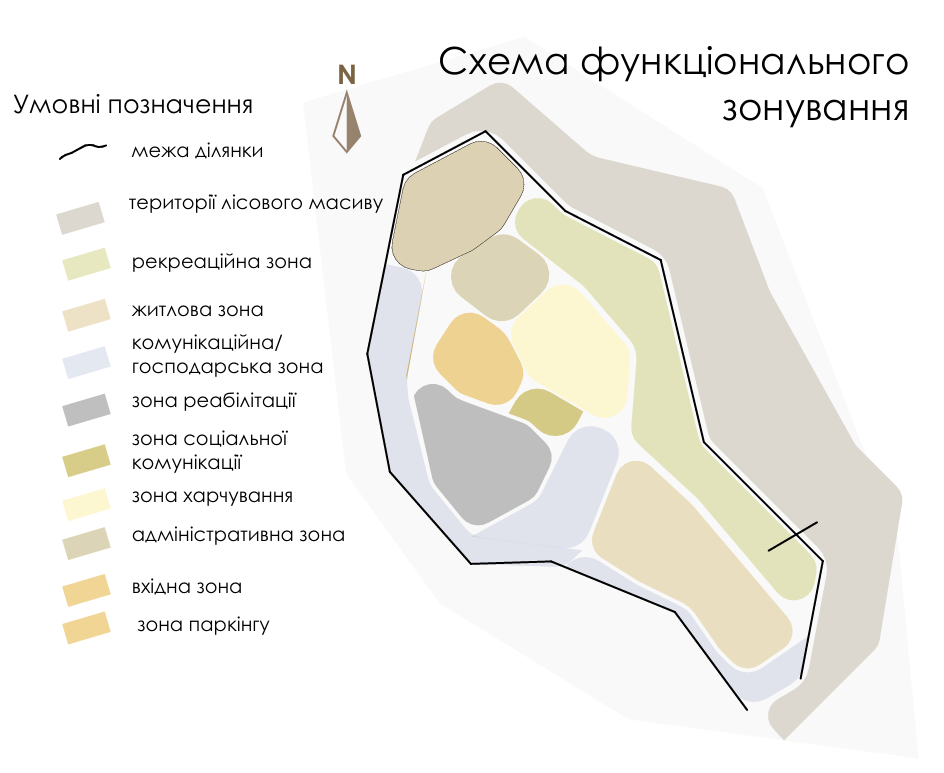 Схема функціонального
зонування
N
Умовні позначення
межа ділянки
території лісового масиву
рекреаційна зона
житлова зона
комунікаційна/
господарська зона
зона реабілітації
зона соціальної
комунікації
зона харчування
адміністративна зона
вхідна зона
зона паркінгу